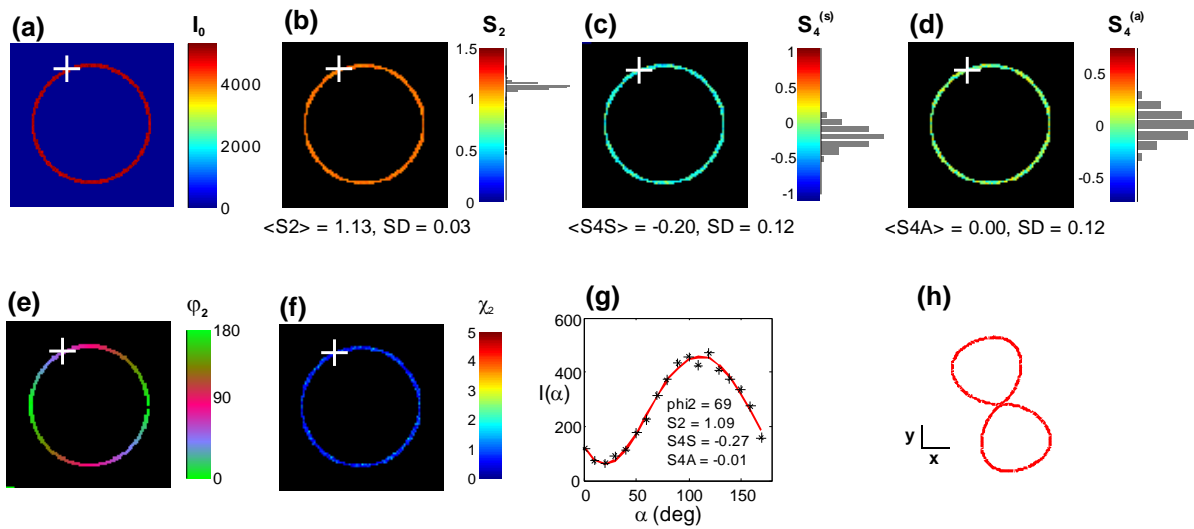 (a) I₀
4000
2000
0
(b) S₂
1.5
1
0.5
0
<S2> = 1.13, SD = 0.03
(c) S₄⁽ˢ⁾
1
0.5
0
-0.5
-1
<S4S> = -0.20, SD = 0.12
(d) S₄⁽ᵃ⁾
0.5
0
-0.5
<S4A> = 0.00, SD = 0.12
(e) φ₂
180
90
0
(f) χ₂
5
4
3
2
1
0
(g)
600
400
200
0
I(α)
phi2 = 69
S2 = 1.09
S4S = -0.27
S4A = -0.01
0 50 100 150
α (deg)
(h)
y
x